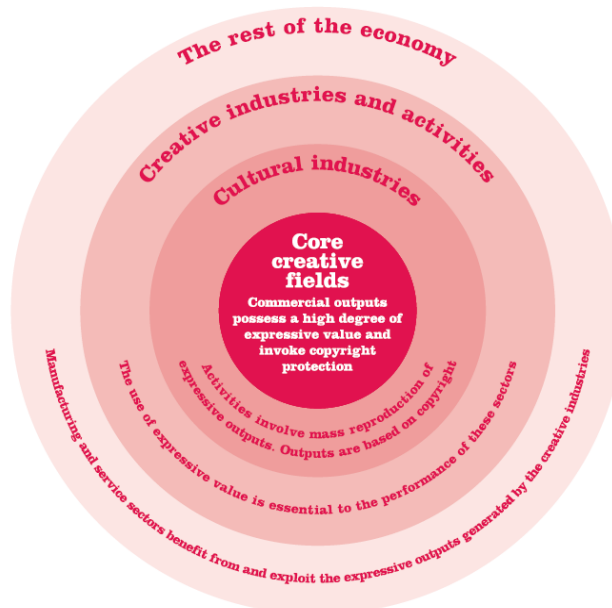 The rest of the economy
Creative industries and activities
Cultural industries
Core
creative
fields
Commercial outputs
possess a high degree of
expressive value and
invoke copyright
protection
Activities involve mass reproduction of
expressive outputs. Outputs are based on copyright
The use of expressive value is essential to the performance of these sectors
Manufacturing and service sectors benefit from and exploit the expressive outputs generated by the creative industries